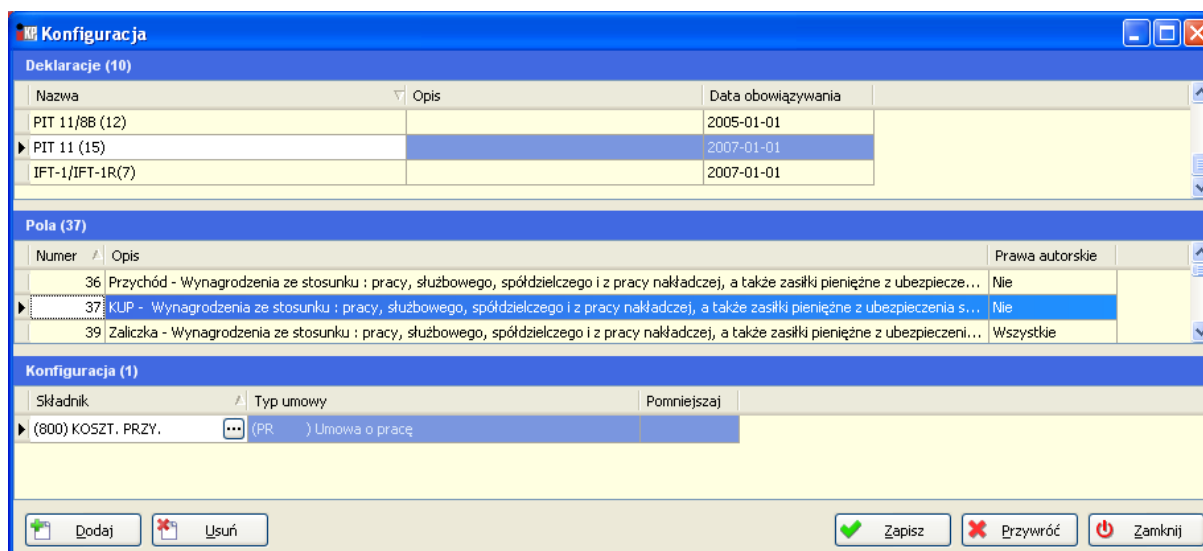 KP Konfiguracja
Deklaracje (10)
Nazwa Opis Data obowiązywania
PIT 11/8B (12) 2005-01-01
PIT 11 (15) 2007-01-01
IFT-1/IFT-1R(7) 2007-01-01
Pola (37)
Numer Opis Prawa autorskie
36 Przychód - Wynagrodzenia ze stosunku : pracy, służbowego, spółdzielczego i z pracy nakładczej, a także zasiłki pieniężne z ubezpiecze... Nie
37 KUP - Wynagrodzenia ze stosunku : pracy, służbowego, spółdzielczego i z pracy nakładczej, a także zasiłki pieniężne z ubezpieczenia s... Nie
39 Zaliczka - Wynagrodzenia ze stosunku : pracy, służbowego, spółdzielczego i z pracy nakładczej, a także zasiłki pieniężne z ubezpieczeni... Wszystkie
Konfiguracja (1)
Składnik Typ umowy Pomniejszaj
(800) KOSZT. PRZY. ... (PR ) Umowa o pracę
Dodaj Usuń Zapisz Przywróć Zamknij